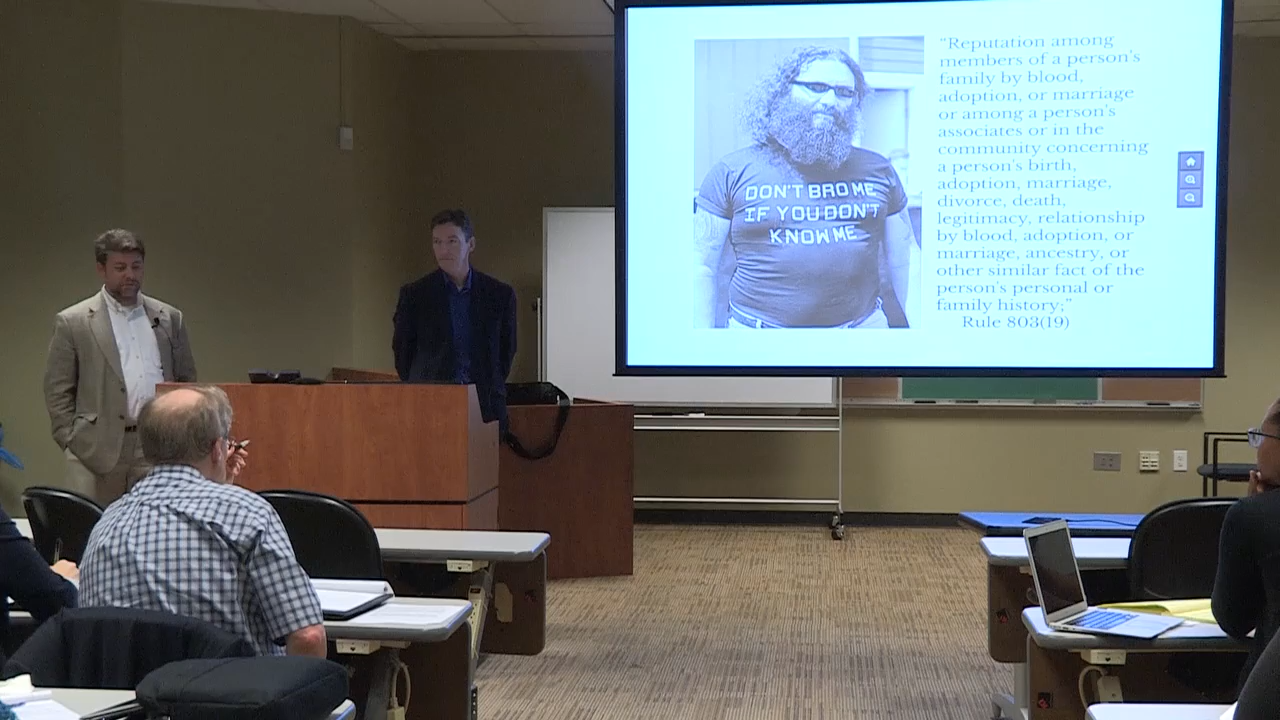 "Reputation among
members of a person's
family by blood,
adoption, or marriage
or among a person's
associates or in the
community concerning
a person's birth,
adoption, marriage,
divorce, death,
legitimacy, relationship
by blood, adoption, or
marriage, ancestry, or
other similar fact of the
person's personal or
family history;"
Rule 803(19)
DON'T BRO ME
IF YOU DON'T
KNOW ME